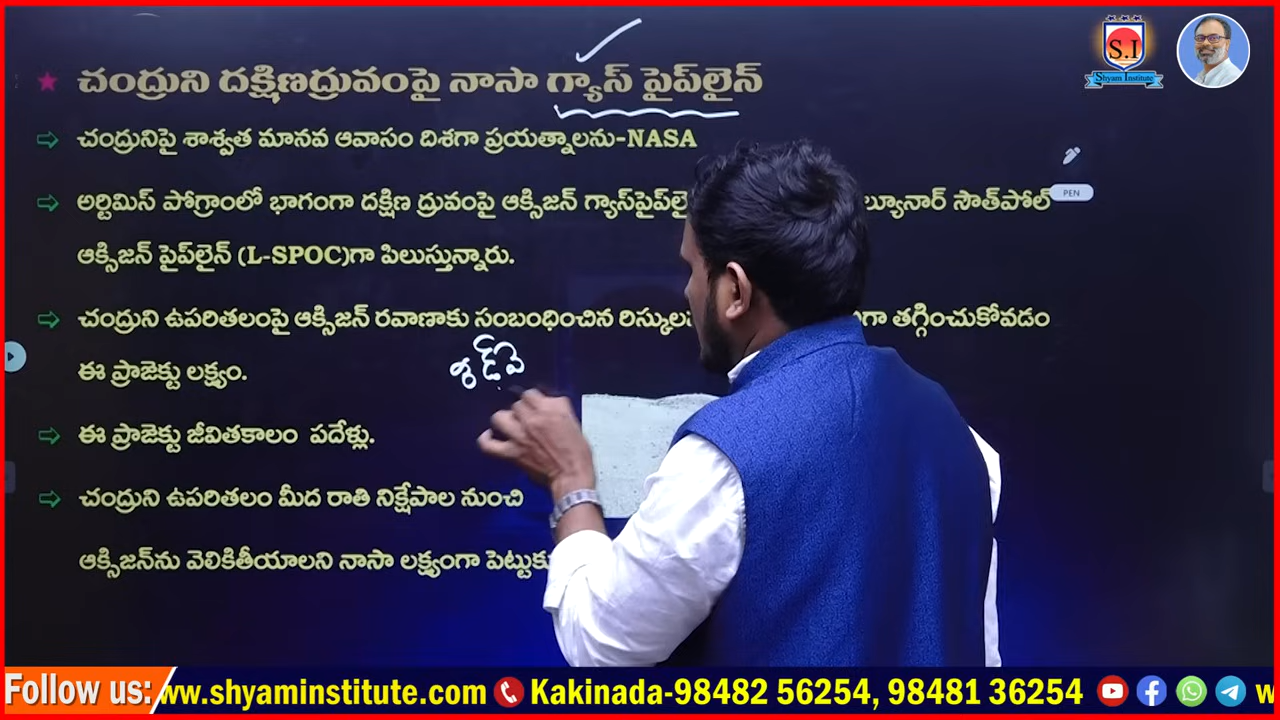 చంద్రుని దక్షిణధ్రువంపై నాసా గ్యాస్ పైప్‌లైన్
S.I
Shyam Institute
చంద్రునిపై శాశ్వత మానవ ఆవాసం దిశగా ప్రయత్నాలను-NASA
PEN
అర్టిమిస్ పోగ్రాంలో భాగంగా దక్షిణ ధ్రువంపై ఆక్సిజన్ ల్యూనార్ సౌత్‌పోల్
ఆక్సిజన్ పైప్‌లైన్ (L-SPOC)గా పిలుస్తున్నారు.
చంద్రుని ఉపరితలంపై ఆక్సిజన్ రవాణాకు సంబంధించిన తగ్గించుకోవడం
ఈ ప్రాజెక్టు లక్ష్యం.
ఈ ప్రాజెక్టు జీవితకాలం పదేళ్లు.
చంద్రుని ఉపరితలం మీద రాతి నిక్షేపాల నుంచి
ఆక్సిజన్‌ను వెలికితీయాలని నాసా లక్ష్యంగా
Follow us: www.shyaminstitute.com Kakinada-98482 56254, 98481 36254